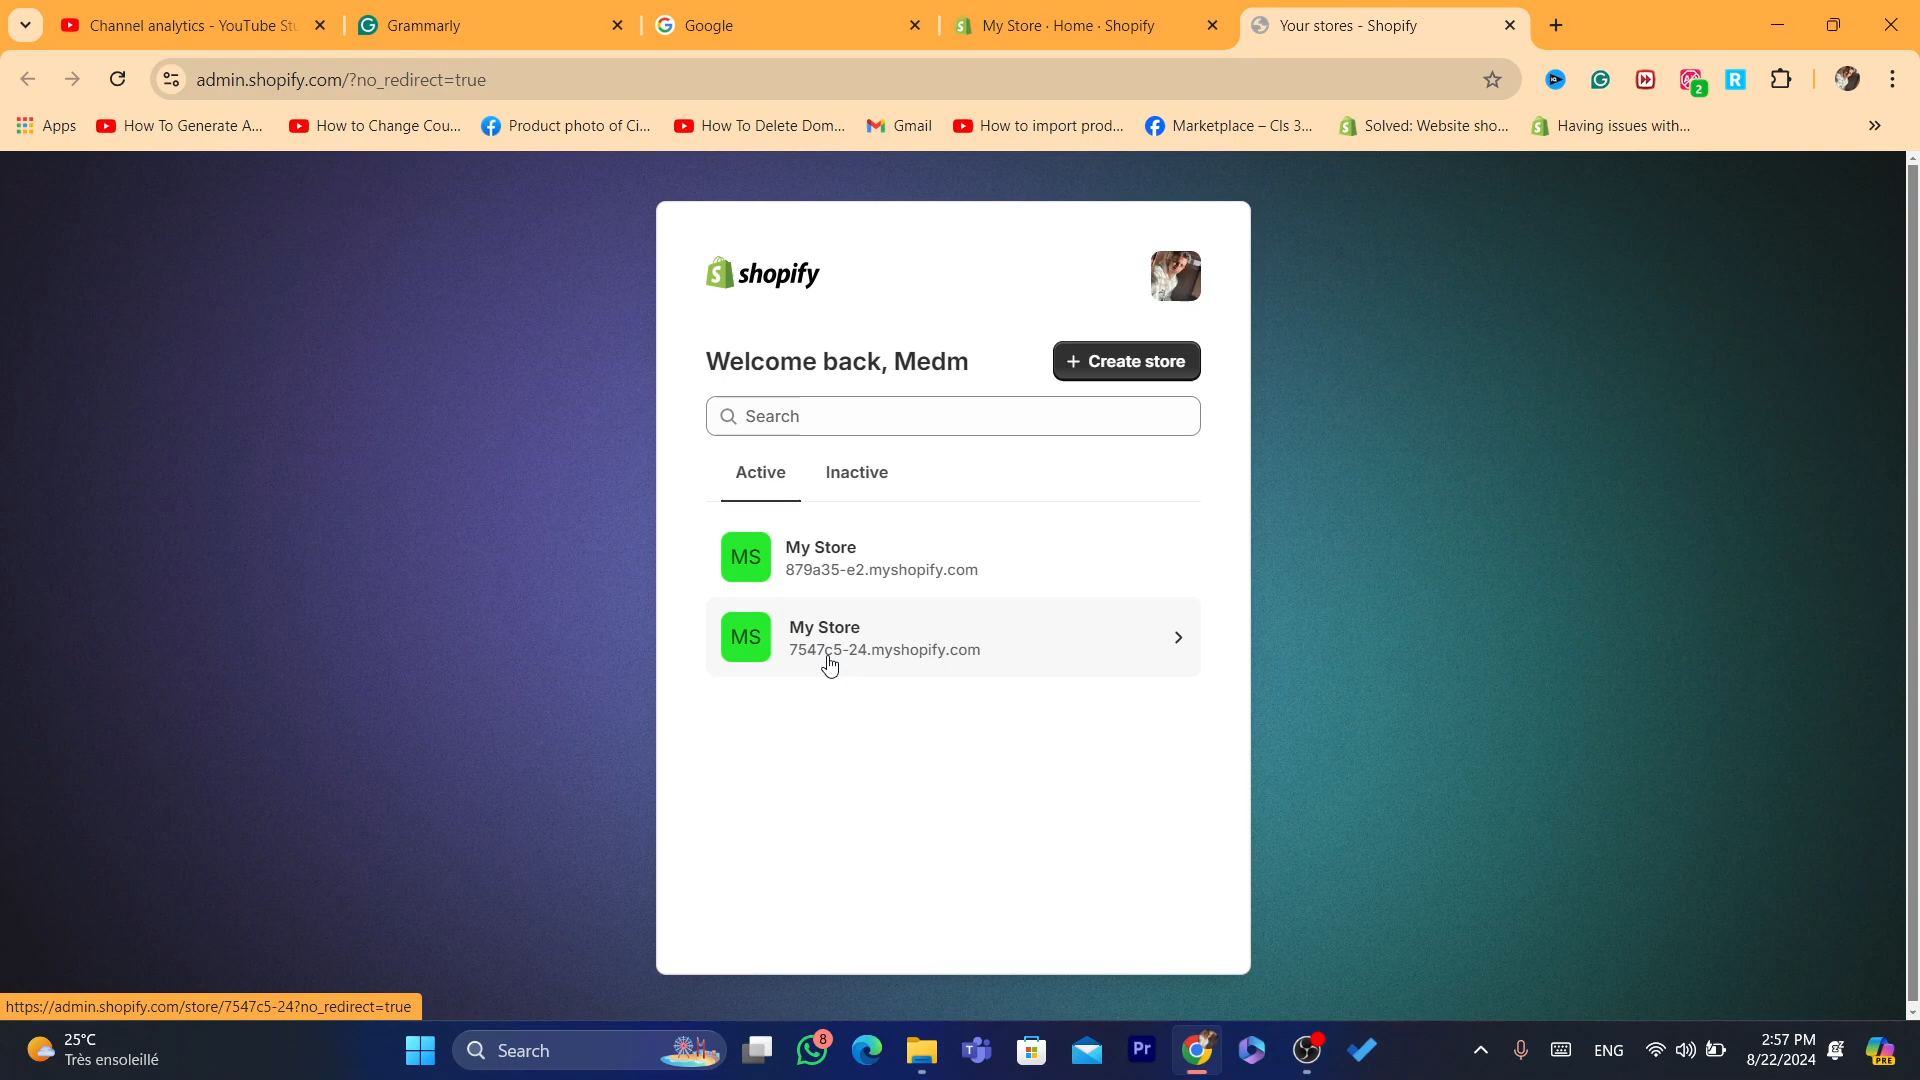 Channel analytics - YouTube Stu
Grammarly
Google
My Store · Home · Shopify
Your stores - Shopify
admin.shopify.com/?no_redirect=true
2
Apps
How To Generate A...
How to Change Cou...
Product photo of Ci...
How To Delete Dom...
Gmail
How to import prod...
Marketplace – Cls 3...
Solved: Website sho...
Having issues with...
shopify
Welcome back, Medm
+ Create store
Search
Active
Inactive
MS
My Store
879a35-e2.myshopify.com
MS
My Store
7547c5-24.myshopify.com
https://admin.shopify.com/store/7547c5-24?no_redirect=true
25°C
Très ensoleillé
Search
8
Pr
ENG
2:57 PM
8/22/2024
PRE